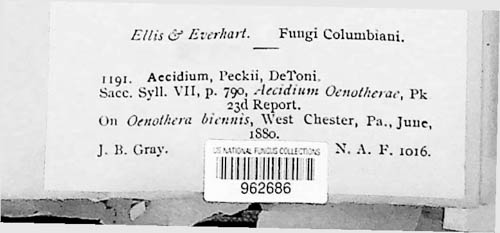 Ellis & Everhart. Fungi Columbiani.
1191. Aecidium, Peckii, DeToni.
Sacc. Syll. VII, p. 790, Aecidium Oenotherae, Pk
23d Report.
On Oenothera biennis, West Chester, Pa., June,
1880.
J. B. Gray. N. A. F. 1016.
US NATIONAL FUNGUS COLLECTIONS
962686